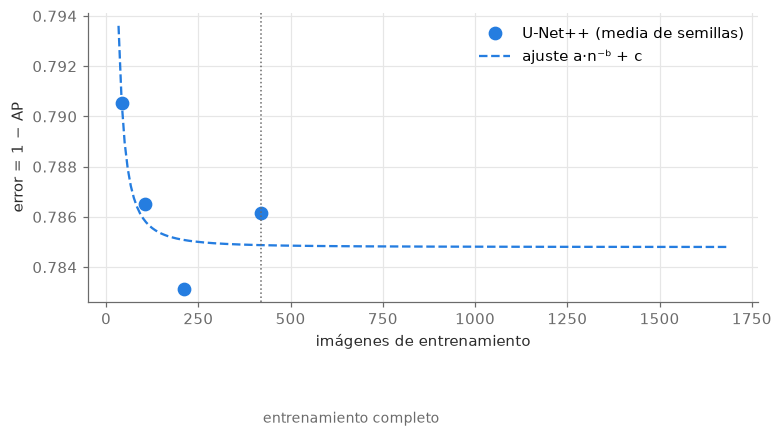 0.794
0.792
0.790
0.788
0.786
0.784
error = 1 − AP
U-Net++ (media de semillas)
ajuste a·n⁻ᵇ + c
0 250 500 750 1000 1250 1500 1750
imágenes de entrenamiento
entrenamiento completo